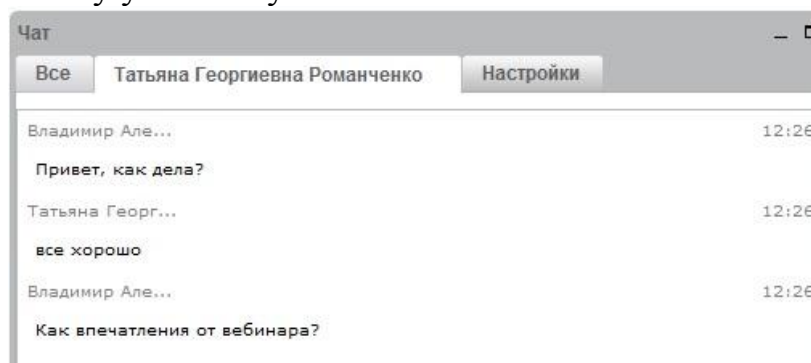 Чат
Все Татьяна Георгиевна Романченко Настройки
Владимир Але... 12:26
Привет, как дела?
Татьяна Георг... 12:26
все хорошо
Владимир Але... 12:26
Как впечатления от вебинара?